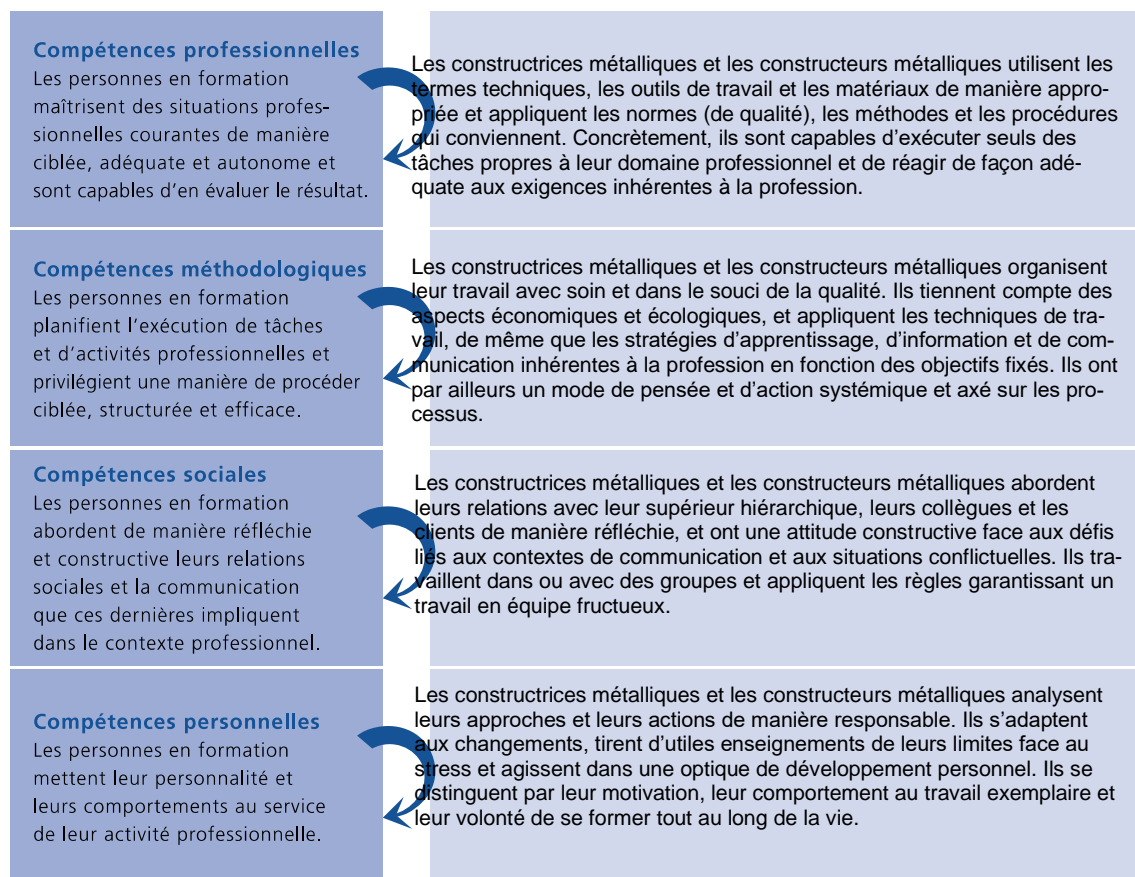 Compétences professionnelles
Les personnes en formation
maîtrisent des situations profes-
sionnelles courantes de manière
ciblée, adéquate et autonome et
sont capables d'en évaluer le résultat.
Les constructrices métalliques et les constructeurs métalliques utilisent les
termes techniques, les outils de travail et les matériaux de manière appro-
priée et appliquent les normes (de qualité), les méthodes et les procédures
qui conviennent. Concrètement, ils sont capables d'exécuter seuls des
tâches propres à leur domaine professionnel et de réagir de façon adé-
quate aux exigences inhérentes à la profession.
Compétences méthodologiques
Les personnes en formation
planifient l'exécution de tâches
et d'activités professionnelles et
privilégient une manière de procéder
ciblée, structurée et efficace.
Les constructrices métalliques et les constructeurs métalliques organisent
leur travail avec soin et dans le souci de la qualité. Ils tiennent compte des
aspects économiques et écologiques, et appliquent les techniques de tra-
vail, de même que les stratégies d'apprentissage, d'information et de com-
munication inhérentes à la profession en fonction des objectifs fixés. Ils ont
par ailleurs un mode de pensée et d'action systémique et axé sur les pro-
cessus.
Compétences sociales
Les personnes en formation
abordent de manière réfléchie
et constructive leurs relations
sociales et la communication
que ces dernières impliquent
dans le contexte professionnel.
Les constructrices métalliques et les constructeurs métalliques abordent
leurs relations avec leur supérieur hiérarchique, leurs collègues et les
clients de manière réfléchie, et ont une attitude constructive face aux défis
liés aux contextes de communication et aux situations conflictuelles. Ils tra-
vaillent dans ou avec des groupes et appliquent les règles garantissant un
travail en équipe fructueux.
Compétences personnelles
Les personnes en formation
mettent leur personnalité et
leurs comportements au service
de leur activité professionnelle.
Les constructrices métalliques et les constructeurs métalliques analysent
leurs approches et leurs actions de manière responsable. Ils s'adaptent
aux changements, tirent d'utiles enseignements de leurs limites face au
stress et agissent dans une optique de développement personnel. Ils se
distinguent par leur motivation, leur comportement au travail exemplaire et
leur volonté de se former tout au long de la vie.